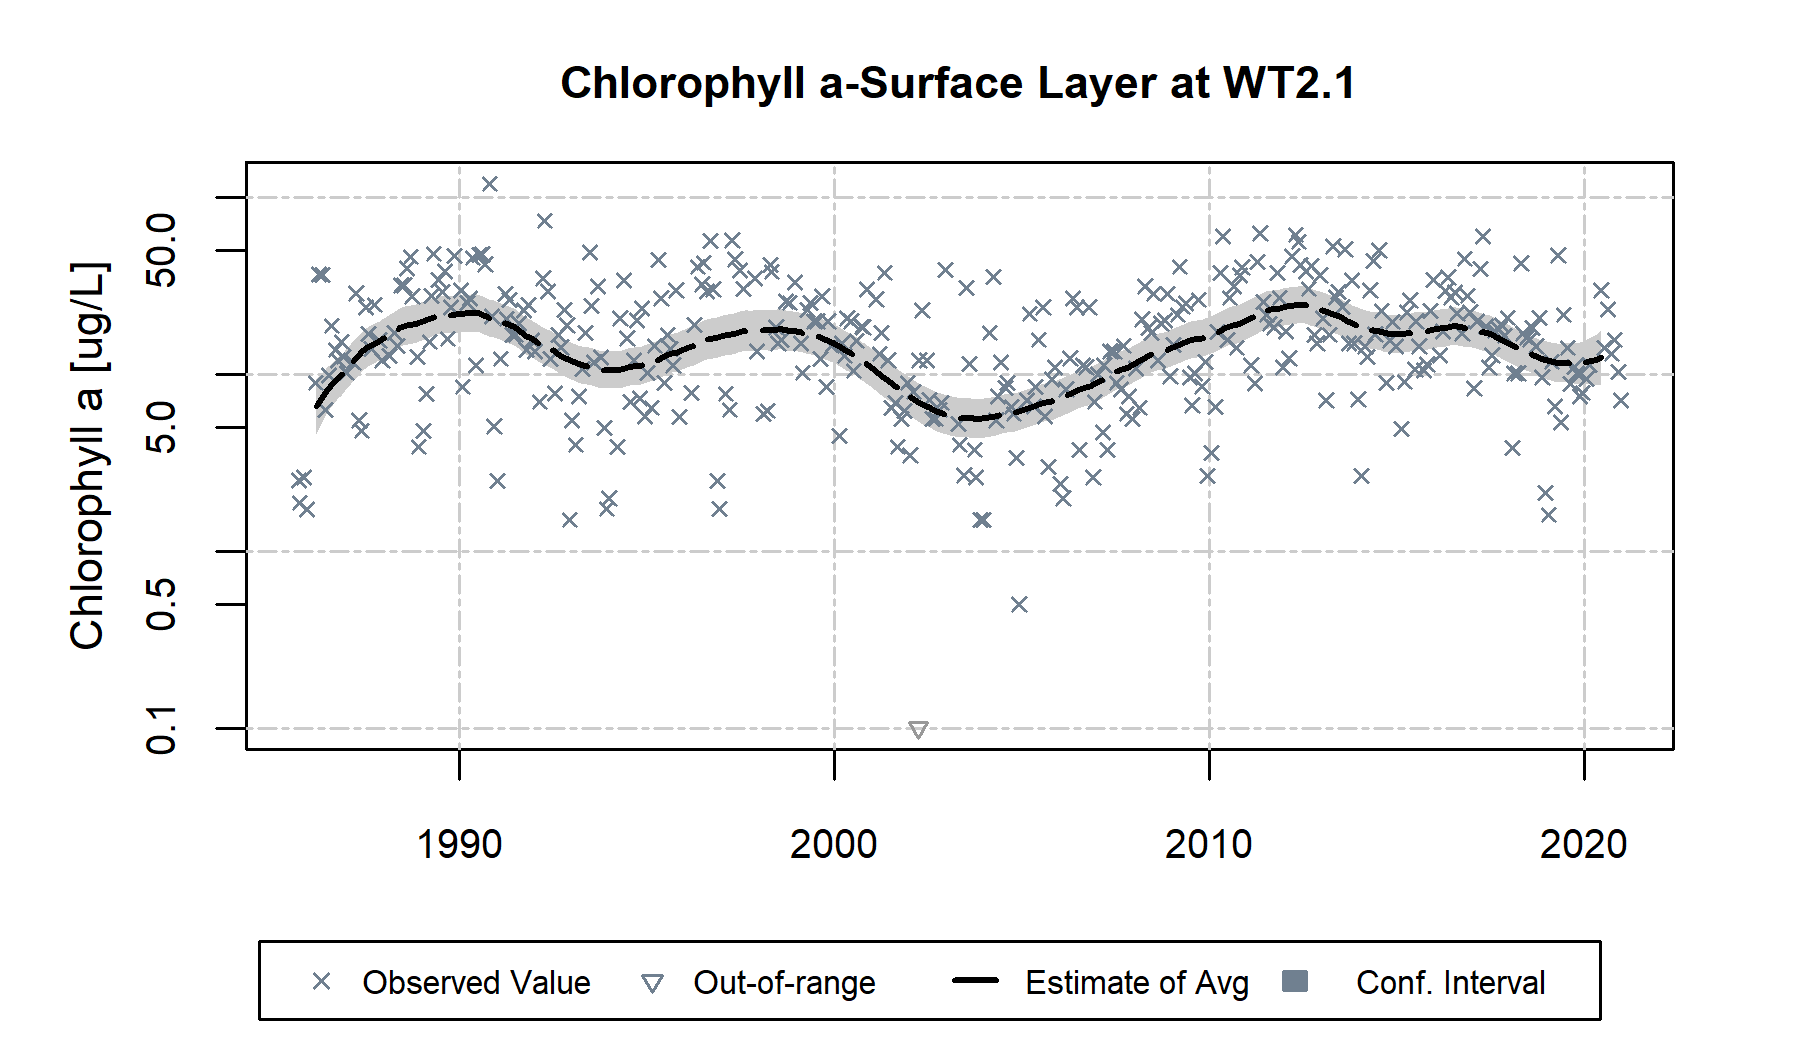 Chlorophyll a-Surface Layer at WT2.1
Chlorophyll a [ug/L]
50.0
5.0
0.5
0.1
1990 2000 2010 2020
Observed Value Out-of-range Estimate of Avg Conf. Interval